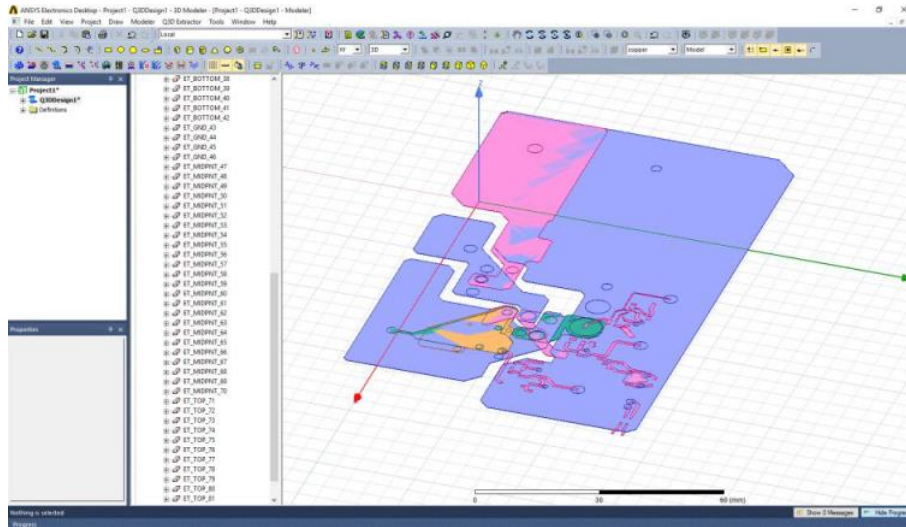 ANSYS Electronics Desktop - Project1 - Q3DDesign1 - 3D Modeler - [Project1 - Q3DDesign1 - Modeler]
File Edit View Project Draw Modeler Q3D Extractor Tools Window Help
Local
XY
3D
copper
Model
Project Manager
Project1*
Q3DDesign1*
Definitions
Properties
ET_BOTTOM_38
ET_BOTTOM_39
ET_BOTTOM_40
ET_BOTTOM_41
ET_BOTTOM_42
ET_GND_43
ET_GND_44
ET_GND_45
ET_GND_46
ET_MIDPNT_47
ET_MIDPNT_48
ET_MIDPNT_49
ET_MIDPNT_50
ET_MIDPNT_51
ET_MIDPNT_52
ET_MIDPNT_53
ET_MIDPNT_54
ET_MIDPNT_55
ET_MIDPNT_56
ET_MIDPNT_57
ET_MIDPNT_58
ET_MIDPNT_59
ET_MIDPNT_60
ET_MIDPNT_61
ET_MIDPNT_62
ET_MIDPNT_63
ET_MIDPNT_64
ET_MIDPNT_65
ET_MIDPNT_66
ET_MIDPNT_67
ET_MIDPNT_68
ET_MIDPNT_69
ET_MIDPNT_70
ET_TOP_71
ET_TOP_72
ET_TOP_73
ET_TOP_74
ET_TOP_75
ET_TOP_76
ET_TOP_77
ET_TOP_78
ET_TOP_79
ET_TOP_80
ET_TOP_81
Z
0 30 60 (mm)
Nothing is selected
Show 0 Messages
Hide Progre
Progress